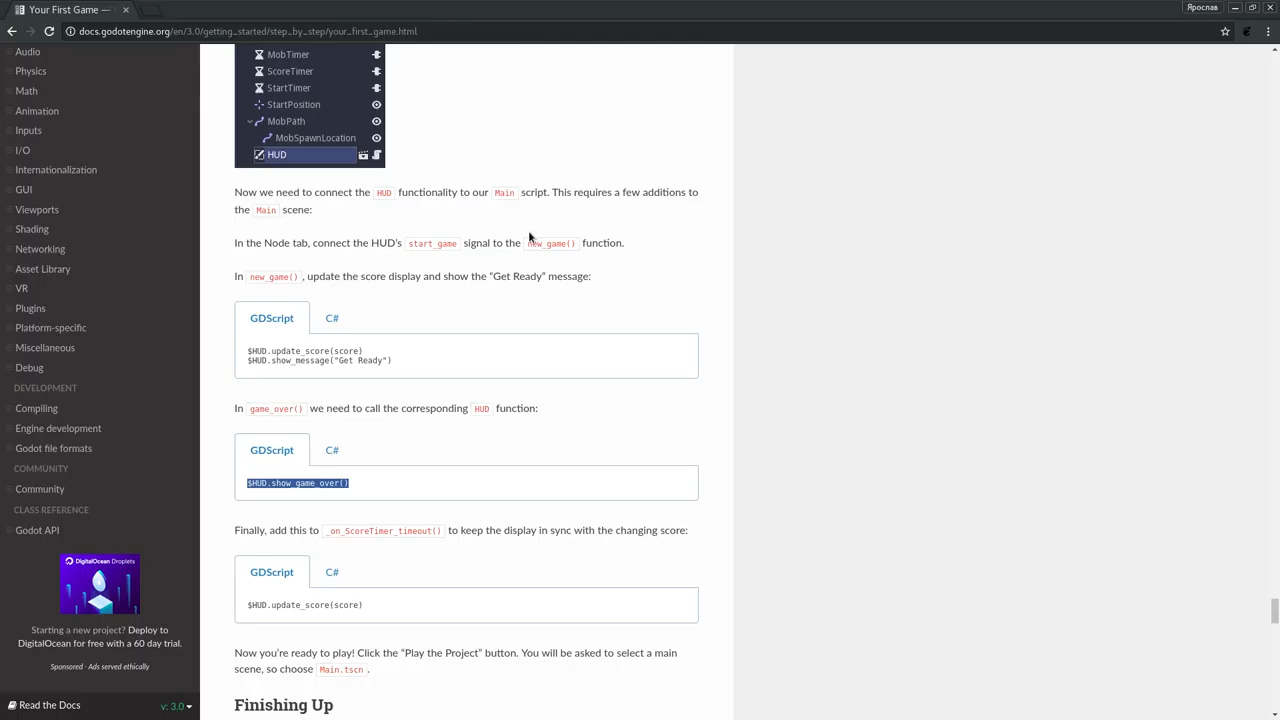 Your First Game —
Ярослав
docs.godotengine.org/en/3.0/getting_started/step_by_step/your_first_game.html
Audio
Physics
Math
Animation
Inputs
I/O
Internationalization
GUI
Viewports
Shading
Networking
Asset Library
VR
Plugins
Platform-specific
Miscellaneous
Debug
DEVELOPMENT
Compiling
Engine development
Godot file formats
COMMUNITY
Community
CLASS REFERENCE
Godot API
DigitalOcean Droplets
Starting a new project? Deploy to
DigitalOcean for free with a 60 day trial.
Sponsored · Ads served ethically
Read the Docs
v: 3.0
MobTimer
ScoreTimer
StartTimer
StartPosition
MobPath
MobSpawnLocation
HUD
Now we need to connect the HUD functionality to our Main script. This requires a few additions to
the Main scene:
In the Node tab, connect the HUD’s start_game signal to the new_game() function.
In new_game(), update the score display and show the “Get Ready” message:
GDScript C#
$HUD.update_score(score)
$HUD.show_message("Get Ready")
In game_over() we need to call the corresponding HUD function:
GDScript C#
$HUD.show_game_over()
Finally, add this to _on_ScoreTimer_timeout() to keep the display in sync with the changing score:
GDScript C#
$HUD.update_score(score)
Now you’re ready to play! Click the “Play the Project” button. You will be asked to select a main
scene, so choose Main.tscn.
Finishing Up